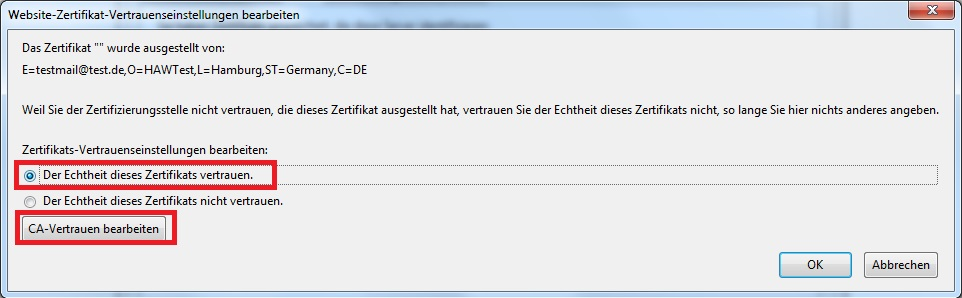 Website-Zertifikat-Vertrauenseinstellungen bearbeiten
Das Zertifikat "" wurde ausgestellt von:
E=testmail@test.de,O=HAWTest,L=Hamburg,ST=Germany,C=DE
Weil Sie der Zertifizierungsstelle nicht vertrauen, die dieses Zertifikat ausgestellt hat, vertrauen Sie der Echtheit dieses Zertifikats nicht, so lange Sie hier nichts anderes angeben.
Zertifikats-Vertrauenseinstellungen bearbeiten:
Der Echtheit dieses Zertifikats vertrauen.
Der Echtheit dieses Zertifikats nicht vertrauen.
CA-Vertrauen bearbeiten
OK Abbrechen